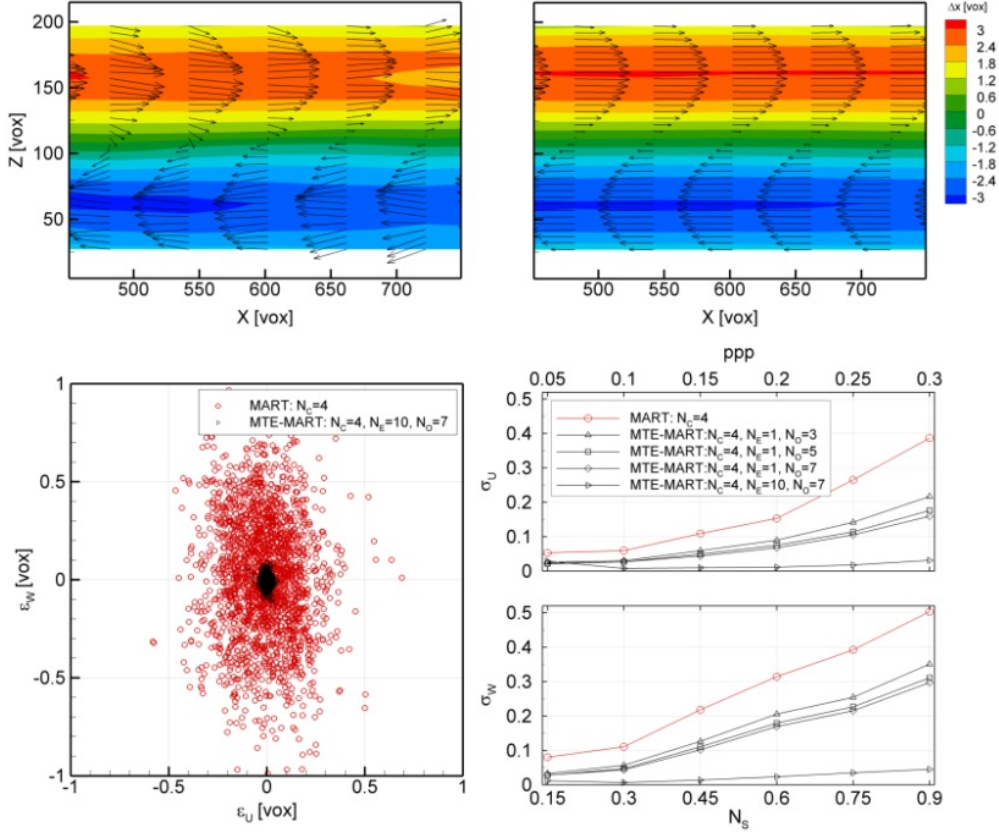 Δx [vox]
3
2.4
1.8
1.2
0.6
0
-0.6
-1.2
-1.8
-2.4
-3
200
150
100
50
Z [vox]
500 550 600 650 700
X [vox]
500 550 600 650 700
X [vox]
1
0.5
0
-0.5
-1
ε_W [vox]
MART: N_C=4
MTE-MART: N_C=4, N_E=10, N_O=7
-1 -0.5 0 0.5 1
ε_U [vox]
ppp
0.05 0.1 0.15 0.2 0.25 0.3
0.5
0.4
0.3
0.2
0.1
0
σ_U
MART: N_C=4
MTE-MART:N_C=4, N_E=1, N_O=3
MTE-MART:N_C=4, N_E=1, N_O=5
MTE-MART:N_C=4, N_E=1, N_O=7
MTE-MART:N_C=4, N_E=10, N_O=7
0.5
0.4
0.3
0.2
0.1
0
σ_W
0.15 0.3 0.45 0.6 0.75 0.9
N_S